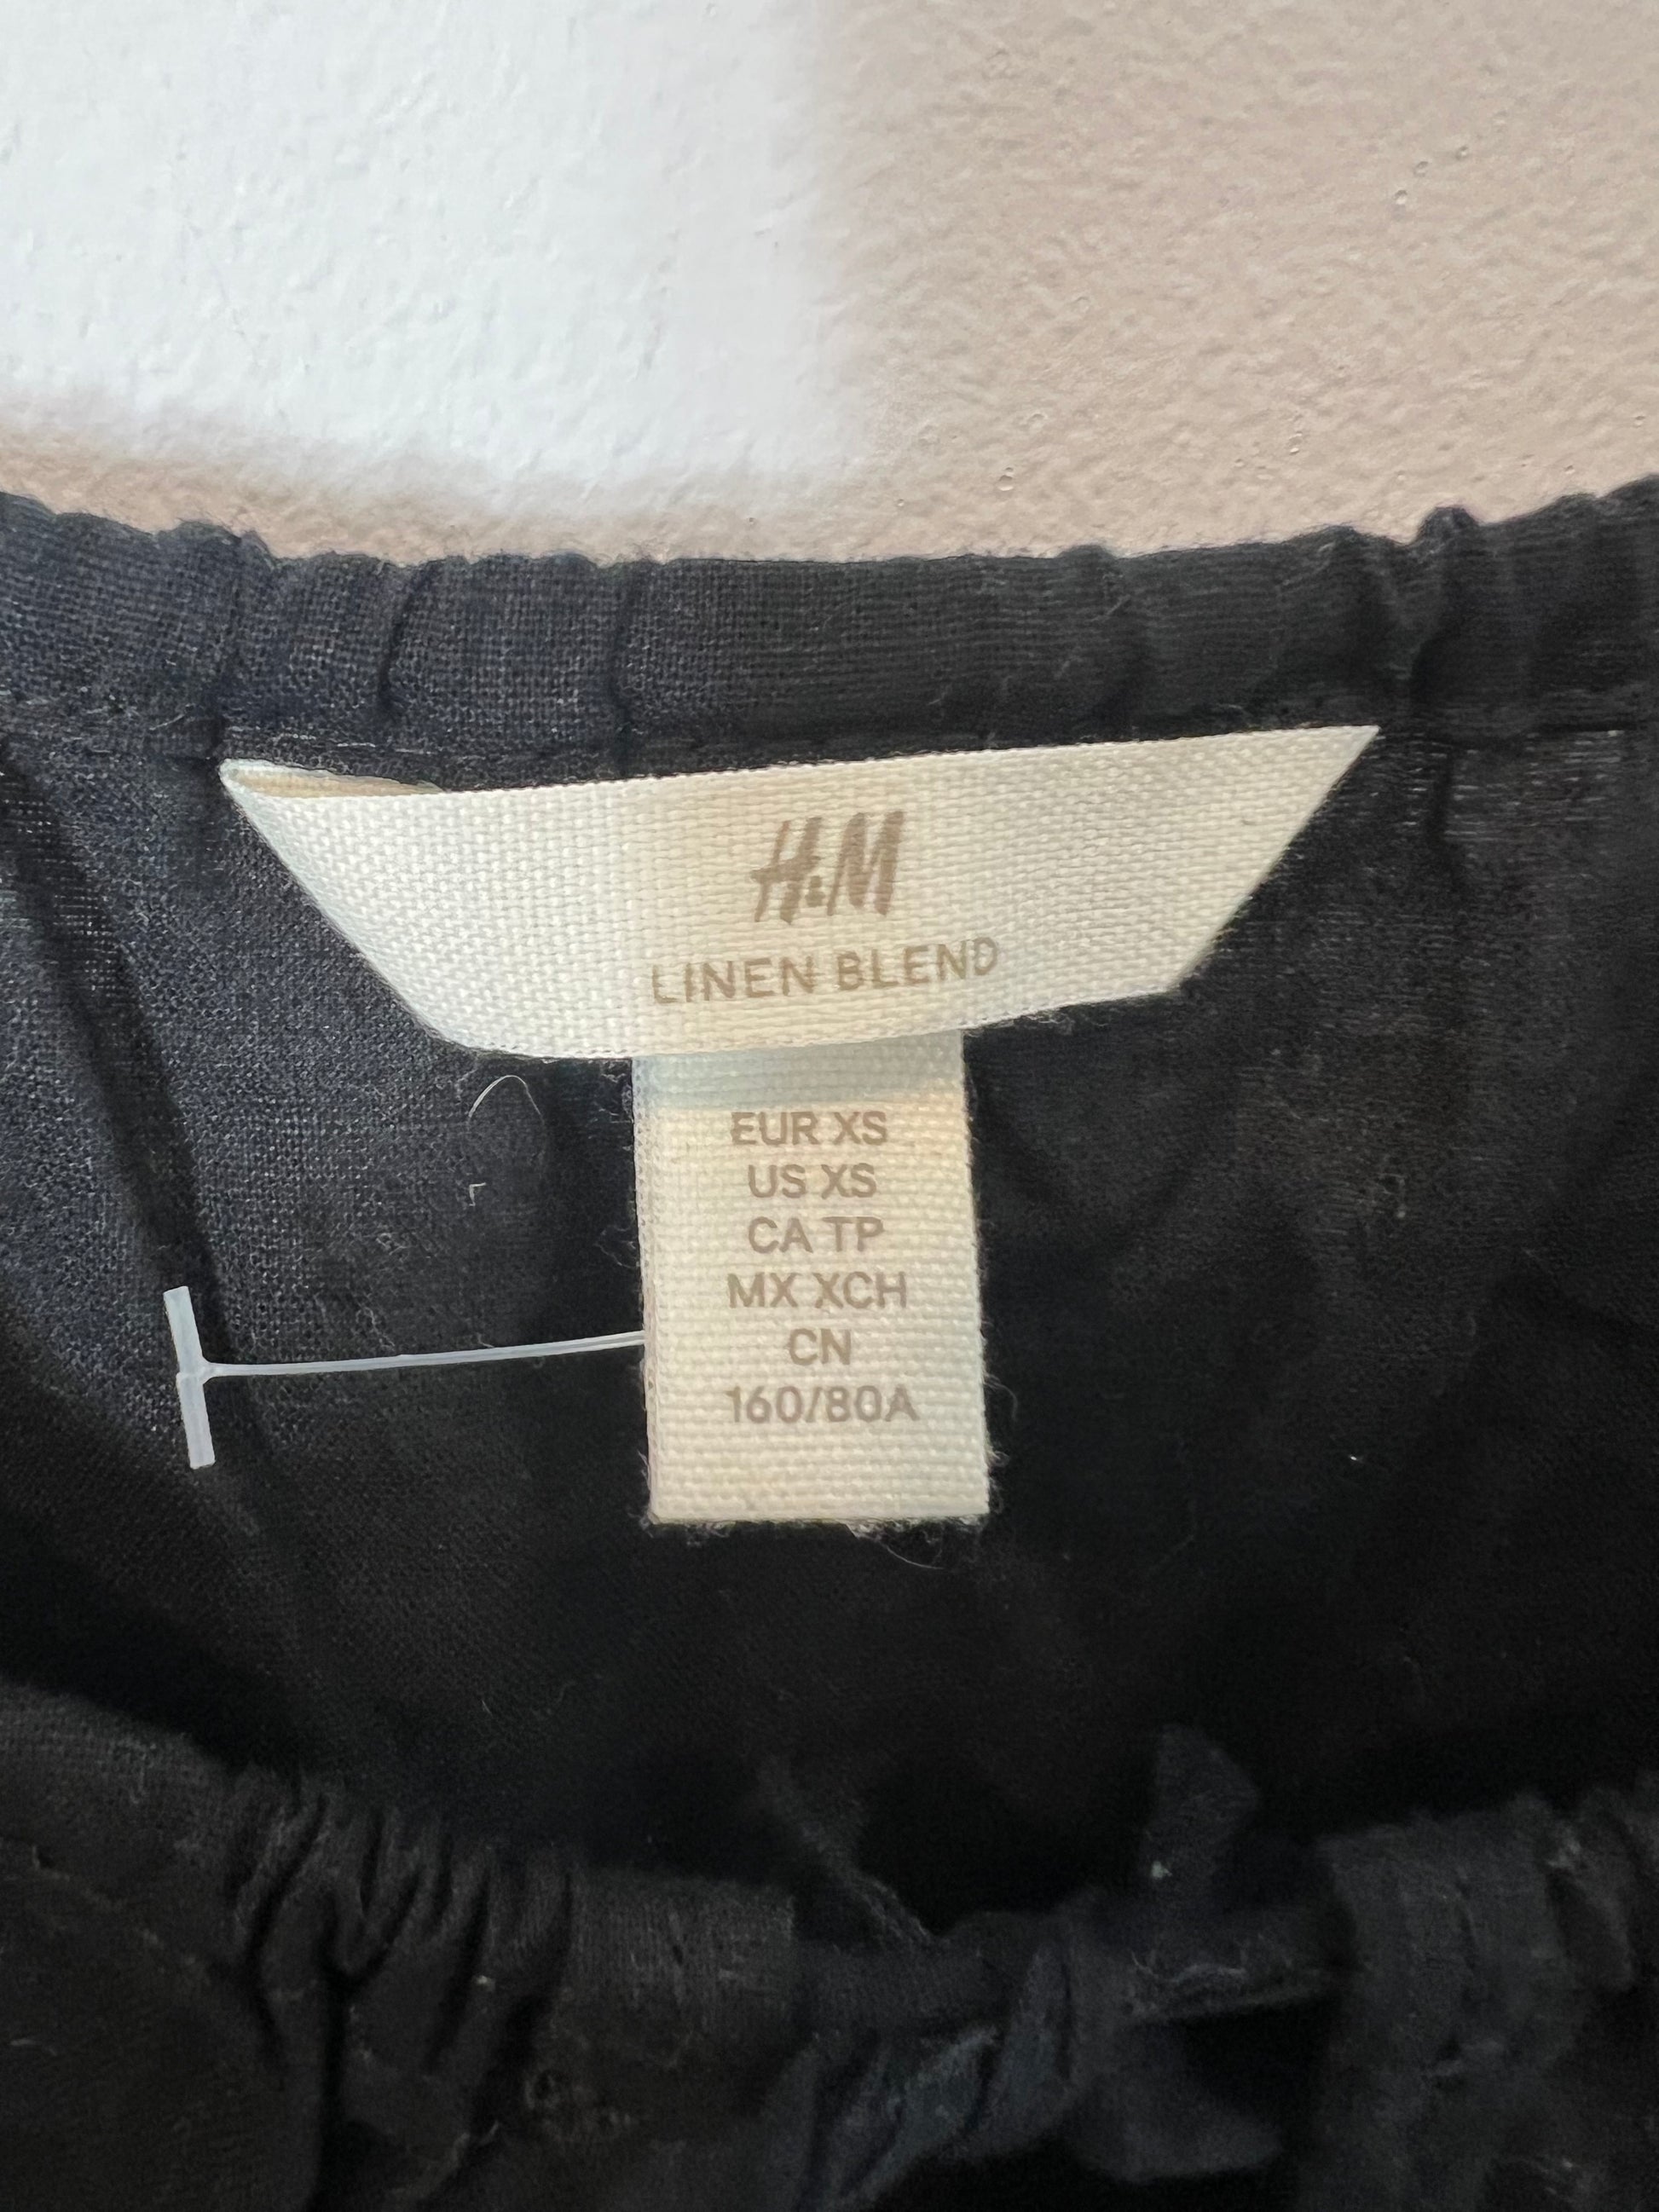 H&M
LINEN BLEND
EUR XS
US XS
CA TP
MX XCH
CN
160/80A